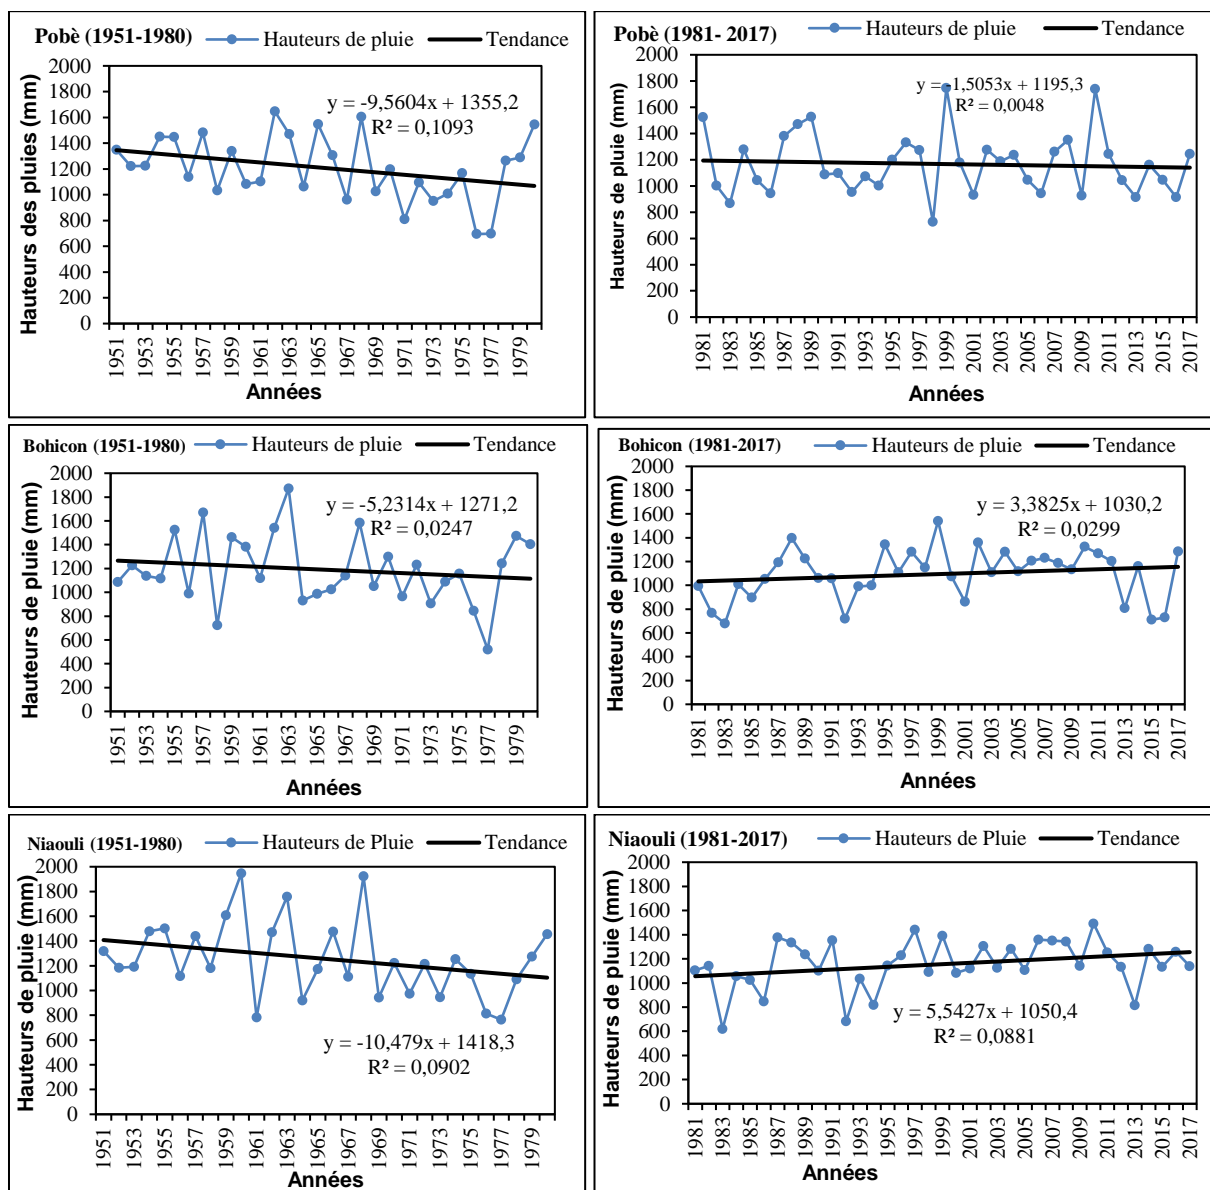 Pobè (1951-1980) Hauteurs de pluie Tendance
Hauteurs des pluies (mm)
2000
1800
1600
1400
1200
1000
800
600
400
200
0
y = -9,5604x + 1355,2
R² = 0,1093
1951 1953 1955 1957 1959 1961 1963 1965 1967 1969 1971 1973 1975 1977 1979
Années
Pobè (1981- 2017) Hauteurs de pluie Tendance
Hauteurs de pluie (mm)
2000
1800
1600
1400
1200
1000
800
600
400
200
0
y = -1,5053x + 1195,3
R² = 0,0048
1981 1983 1985 1987 1989 1991 1993 1995 1997 1999 2001 2003 2005 2007 2009 2011 2013 2015 2017
Années
Bohicon (1951-1980) Hauteurs de pluie Tendance
Hauteurs de pluie (mm)
2000
1800
1600
1400
1200
1000
800
600
400
200
0
y = -5,2314x + 1271,2
R² = 0,0247
1951 1953 1955 1957 1959 1961 1963 1965 1967 1969 1971 1973 1975 1977 1979
Années
Bohicon (1981-2017) Hauteurs de pluie Tendance
Hauteurs de pluie (mm)
2000
1800
1600
1400
1200
1000
800
600
400
200
0
y = 3,3825x + 1030,2
R² = 0,0299
1981 1983 1985 1987 1989 1991 1993 1995 1997 1999 2001 2003 2005 2007 2009 2011 2013 2015 2017
Années
Niaouli (1951-1980) Hauteurs de Pluie Tendance
Hauteurs de pluie (mm)
2000
1800
1600
1400
1200
1000
800
600
400
200
0
y = -10,479x + 1418,3
R² = 0,0902
1951 1953 1955 1957 1959 1961 1963 1965 1967 1969 1971 1973 1975 1977 1979
Années
Niaouli (1981-2017) Hauteurs de Pluie Tendance
Hauteurs de pluie (mm)
2000
1800
1600
1400
1200
1000
800
600
400
200
0
y = 5,5427x + 1050,4
R² = 0,0881
1981 1983 1985 1987 1989 1991 1993 1995 1997 1999 2001 2003 2005 2007 2009 2011 2013 2015 2017
Années